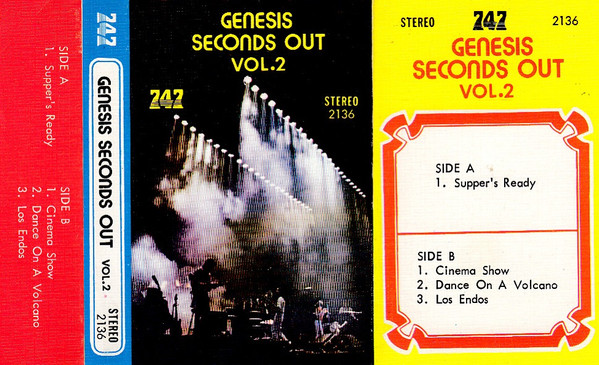 SIDE A
1. Supper's Ready
SIDE B
1. Cinema Show
2. Dance On A Volcano
3. Los Endos
747
GENESIS SECONDS OUT VOL.2
STEREO
2136
GENESIS
SECONDS OUT
VOL.2
747
STEREO
2136
STEREO 747 2136
GENESIS
SECONDS OUT
VOL.2
SIDE A
1. Supper's Ready
SIDE B
1. Cinema Show
2. Dance On A Volcano
3. Los Endos